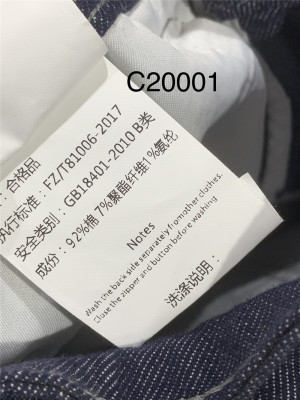 C20001
：合格品
执行标准：FZ/T81006-2017
安全类别：GB18401-2010 B类
成份：92%棉 7%聚酯纤维1%氨纶
Notes
Wash the back side separately from other clothes.
Close the zipper and button before washing
洗涤说明：